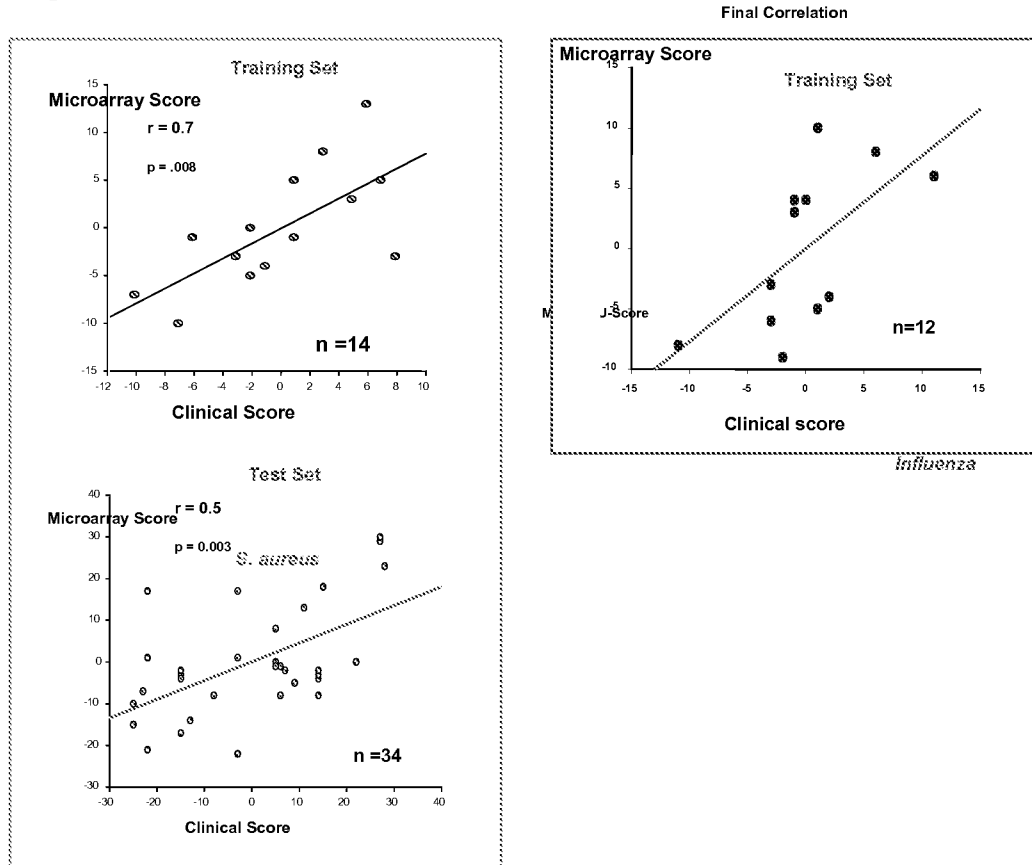 Final Correlation
Training Set
Microarray Score
r = 0.7
p = .008
15
10
5
0
-5
-10
-15
n =14
-12 -10 -8 -6 -4 -2 0 2 4 6 8 10
Clinical Score
Microarray Score
Training Set
15
10
5
0
-5
-10
J-Score
n=12
-15 -10 -5 0 5 10 15
Clinical score
Influenza
Test Set
Microarray Score
r = 0.5
p = 0.003
S. aureus
40
30
20
10
0
-10
-20
-30
n =34
-30 -20 -10 0 10 20 30 40
Clinical Score